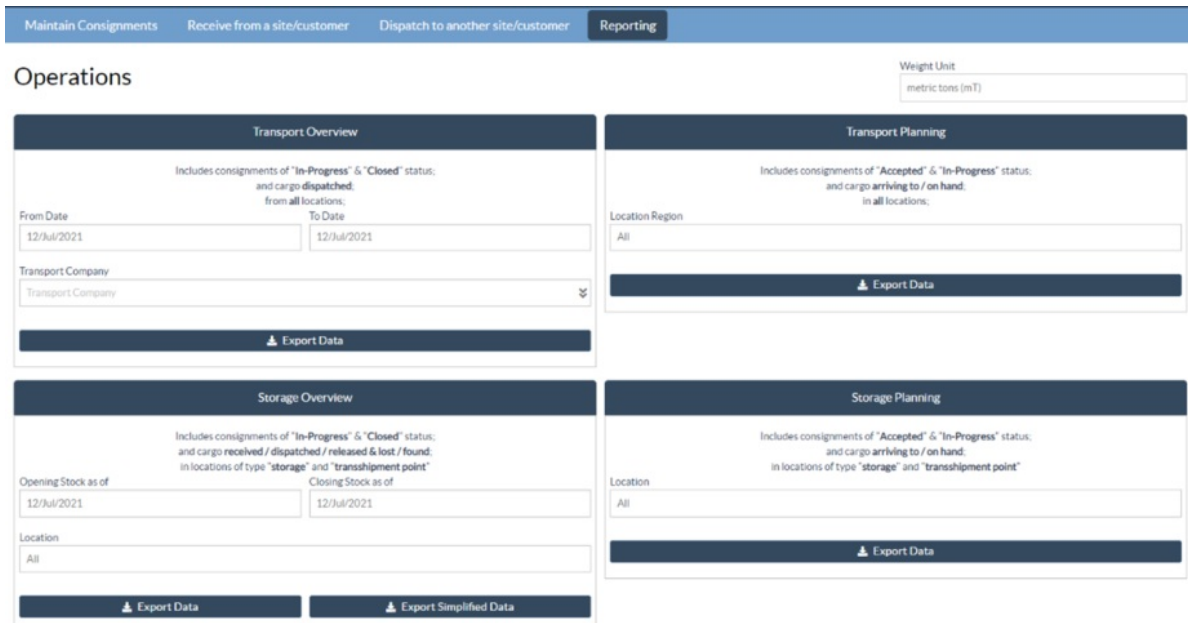 Maintain Consignments Receive from a site/customer Dispatch to another site/customer Reporting
Operations
Weight Unit
metric tons (mT)
Transport Overview
Includes consignments of "In-Progress" & "Closed" status;
and cargo dispatched;
from all locations;
From Date To Date
12/Jul/2021 12/Jul/2021
Transport Company
Transport Company
Export Data
Transport Planning
Includes consignments of "Accepted" & "In-Progress" status;
and cargo arriving to / on hand;
in all locations;
Location Region
All
Export Data
Storage Overview
Includes consignments of "In-Progress" & "Closed" status;
and cargo received / dispatched / released & lost / found;
in locations of type "storage" and "transshipment point"
Opening Stock as of Closing Stock as of
12/Jul/2021 12/Jul/2021
Location
All
Export Data Export Simplified Data
Storage Planning
Includes consignments of "Accepted" & "In-Progress" status;
and cargo arriving to / on hand;
in locations of type "storage" and "transshipment point"
Location
All
Export Data